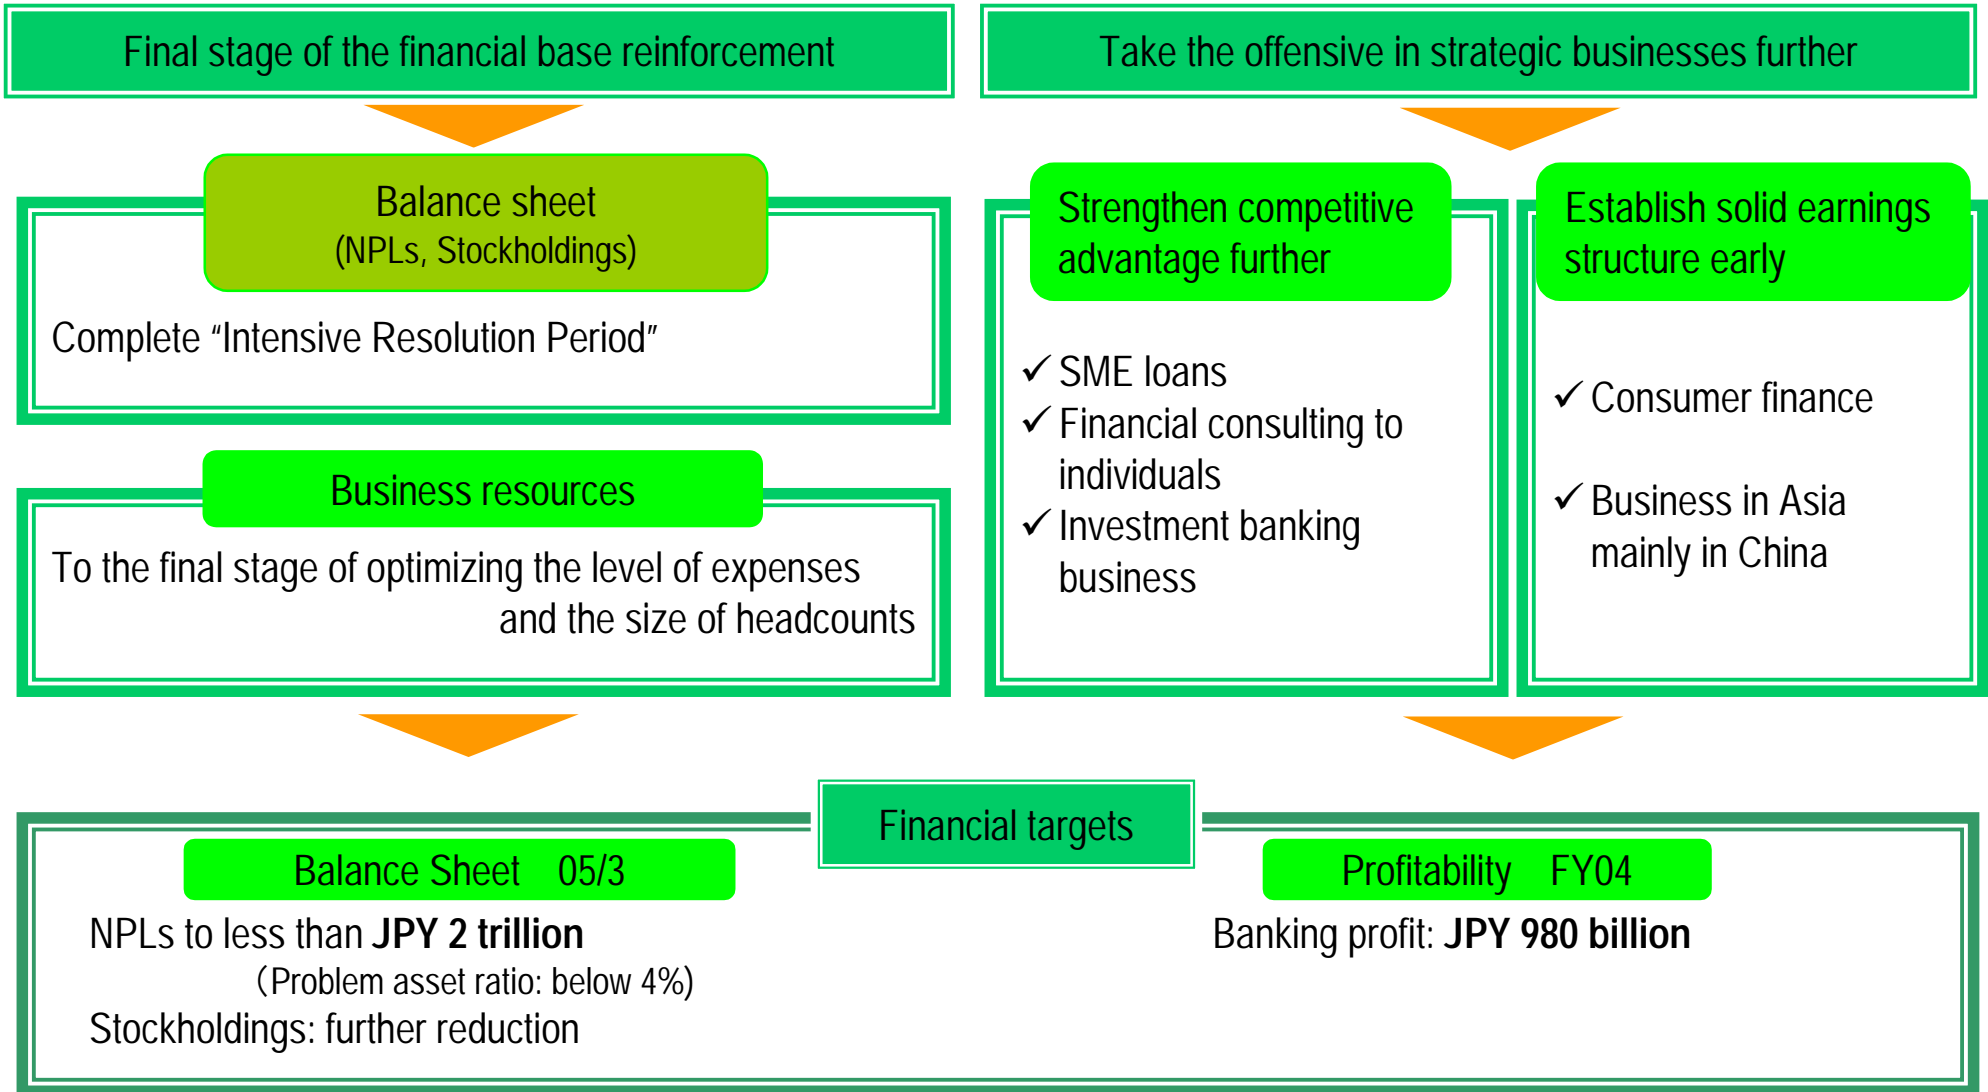 Final stage of the financial base reinforcement
Balance sheet
(NPLs, Stockholdings)
Complete “Intensive Resolution Period”
Business resources
To the final stage of optimizing the level of expenses
and the size of headcounts
Take the offensive in strategic businesses further
Strengthen competitive
advantage further
✓ SME loans
✓ Financial consulting to
individuals
✓ Investment banking
business
Establish solid earnings
structure early
✓ Consumer finance
✓ Business in Asia
mainly in China
Financial targets
Balance Sheet 05/3
NPLs to less than JPY 2 trillion
（Problem asset ratio: below 4%)
Stockholdings: further reduction
Profitability FY04
Banking profit: JPY 980 billion